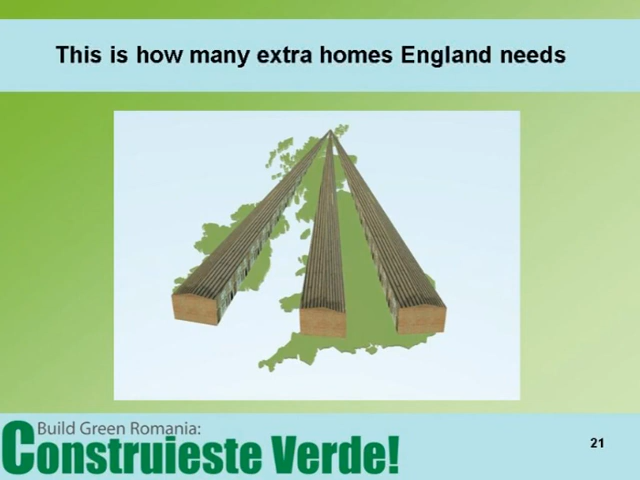 This is how many extra homes England needs
Build Green Romania:
Construieste Verde!
21